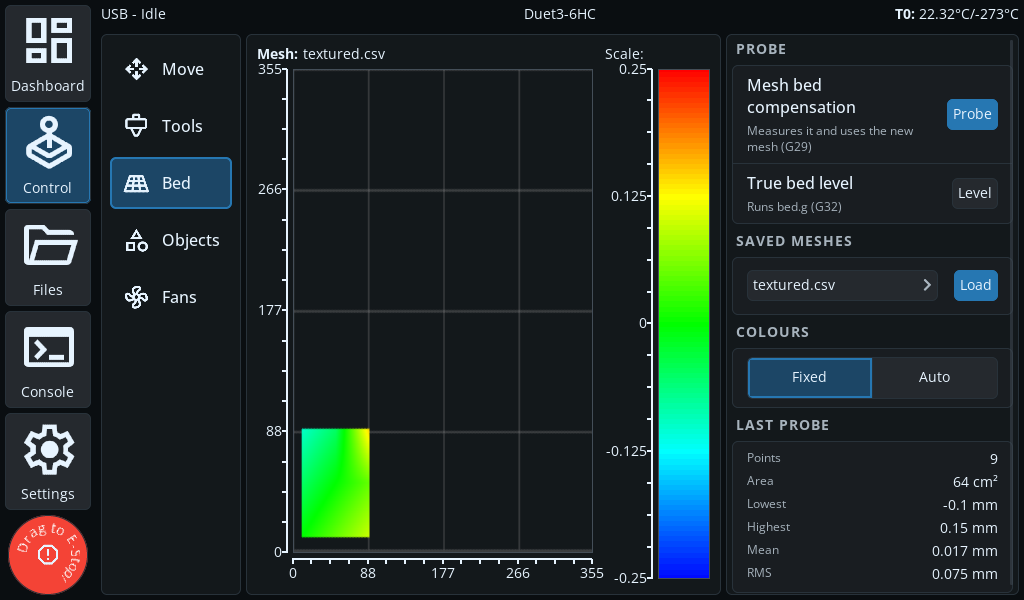 USB - Idle
Duet3-6HC
T0: 22.32°C/-273°C
Dashboard
Control
Files
Console
Settings
Drag to E-Stop!
Move
Tools
Bed
Objects
Fans
Mesh: textured.csv
355
266
177
88
0
0
88
177
266
355
Scale:
0.25
0.125
0
-0.125
-0.25
PROBE
Mesh bed
compensation
Measures it and uses the new
mesh (G29)
Probe
True bed level
Runs bed.g (G32)
Level
SAVED MESHES
textured.csv
Load
COLOURS
Fixed
Auto
LAST PROBE
Points 9
Area 64 cm²
Lowest -0.1 mm
Highest 0.15 mm
Mean 0.017 mm
RMS 0.075 mm